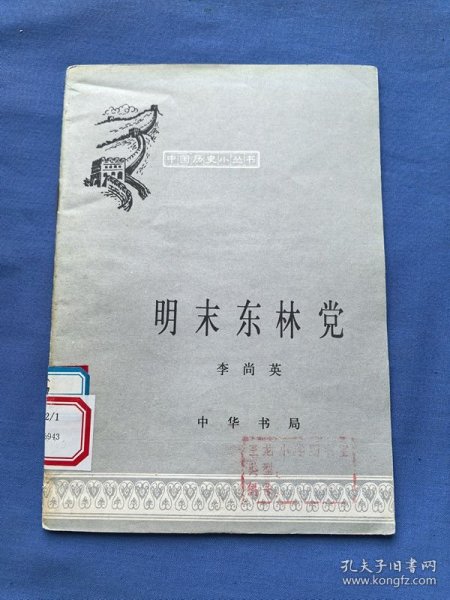 中国历史小丛书
明末东林党
李尚英
中华书局
2/1
6943
孔夫子旧书网
www.kongfz.com